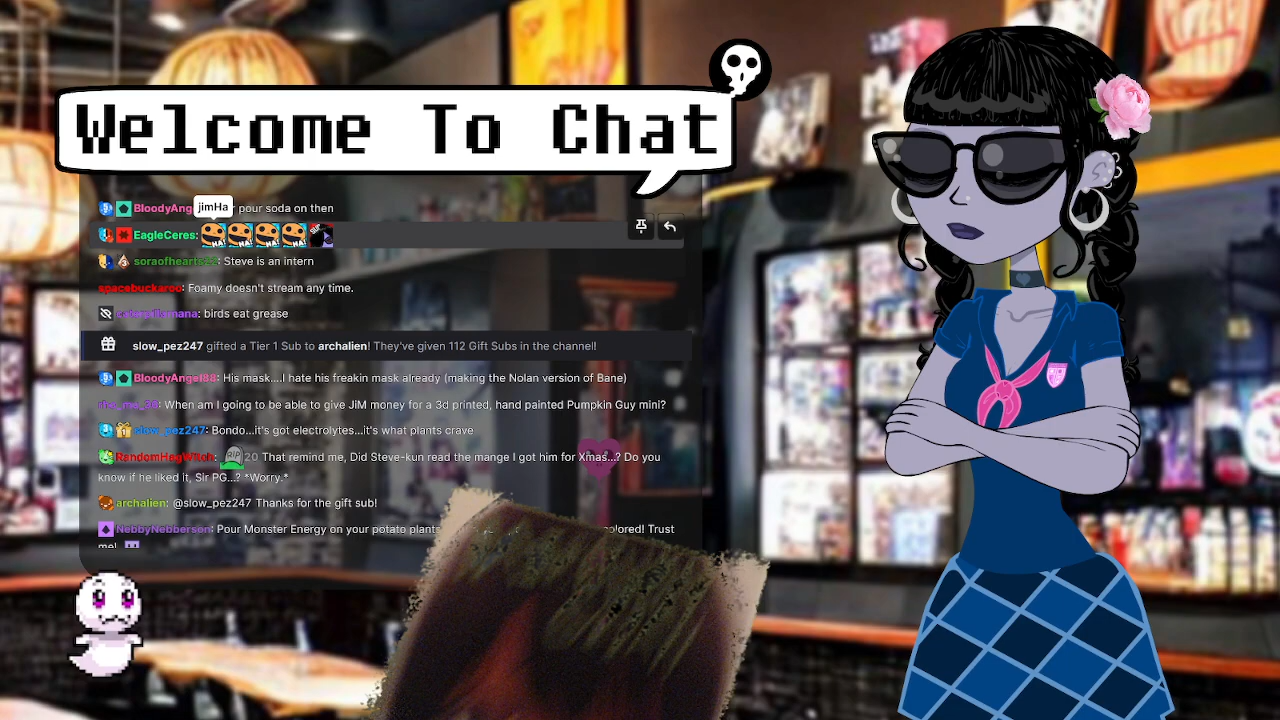 Welcome To Chat
jimHa
pour soda on then
EagleCeres:
soraofhearts22: Steve is an intern
spacebuckaroo: Foamy doesn't stream any time.
birds eat grease
slow_pez247 gifted a Tier 1 Sub to archalien! They've given 112 Gift Subs in the channel!
BloodyAngel88: His mask....I hate his freakin mask already (making the Nolan version of Bane)
When am I going to be able to give JiM money for a 3d printed, hand painted Pumpkin Guy mini?
slow_pez247: Bondo...it's got electrolytes...it's what plants crave
RandomHagWitch: RIP 20 That remind me, Did Steve-kun read the mange I got him for Xmas..? Do you
know if he liked it, Sir PG...? *Worry.*
archalien: @slow_pez247 Thanks for the gift sub!
NebbyNebberson: Pour Monster Energy on your potato plants olored! Trust
me!